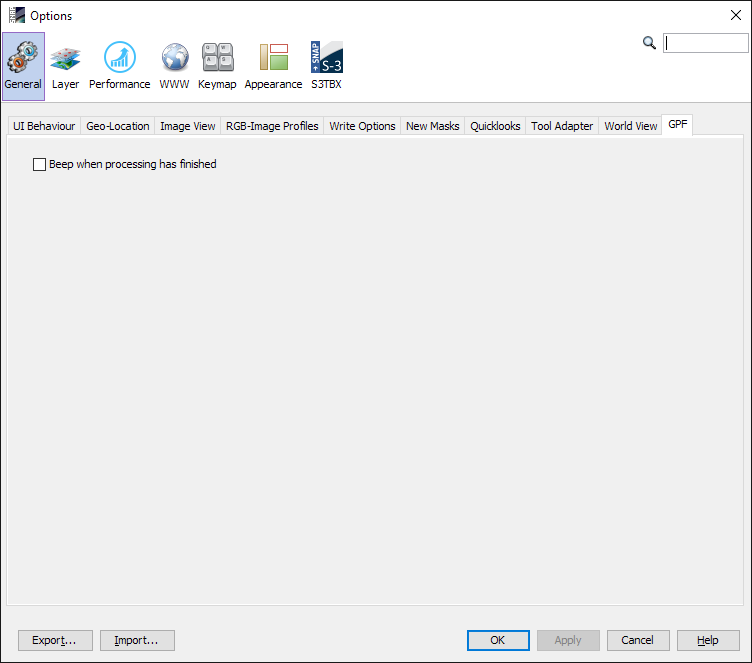 Options
General Layer Performance WWW Keymap Appearance S3TBX
UI Behaviour Geo-Location Image View RGB-Image Profiles Write Options New Masks Quicklooks Tool Adapter World View GPF
Beep when processing has finished
Export... Import... OK Apply Cancel Help